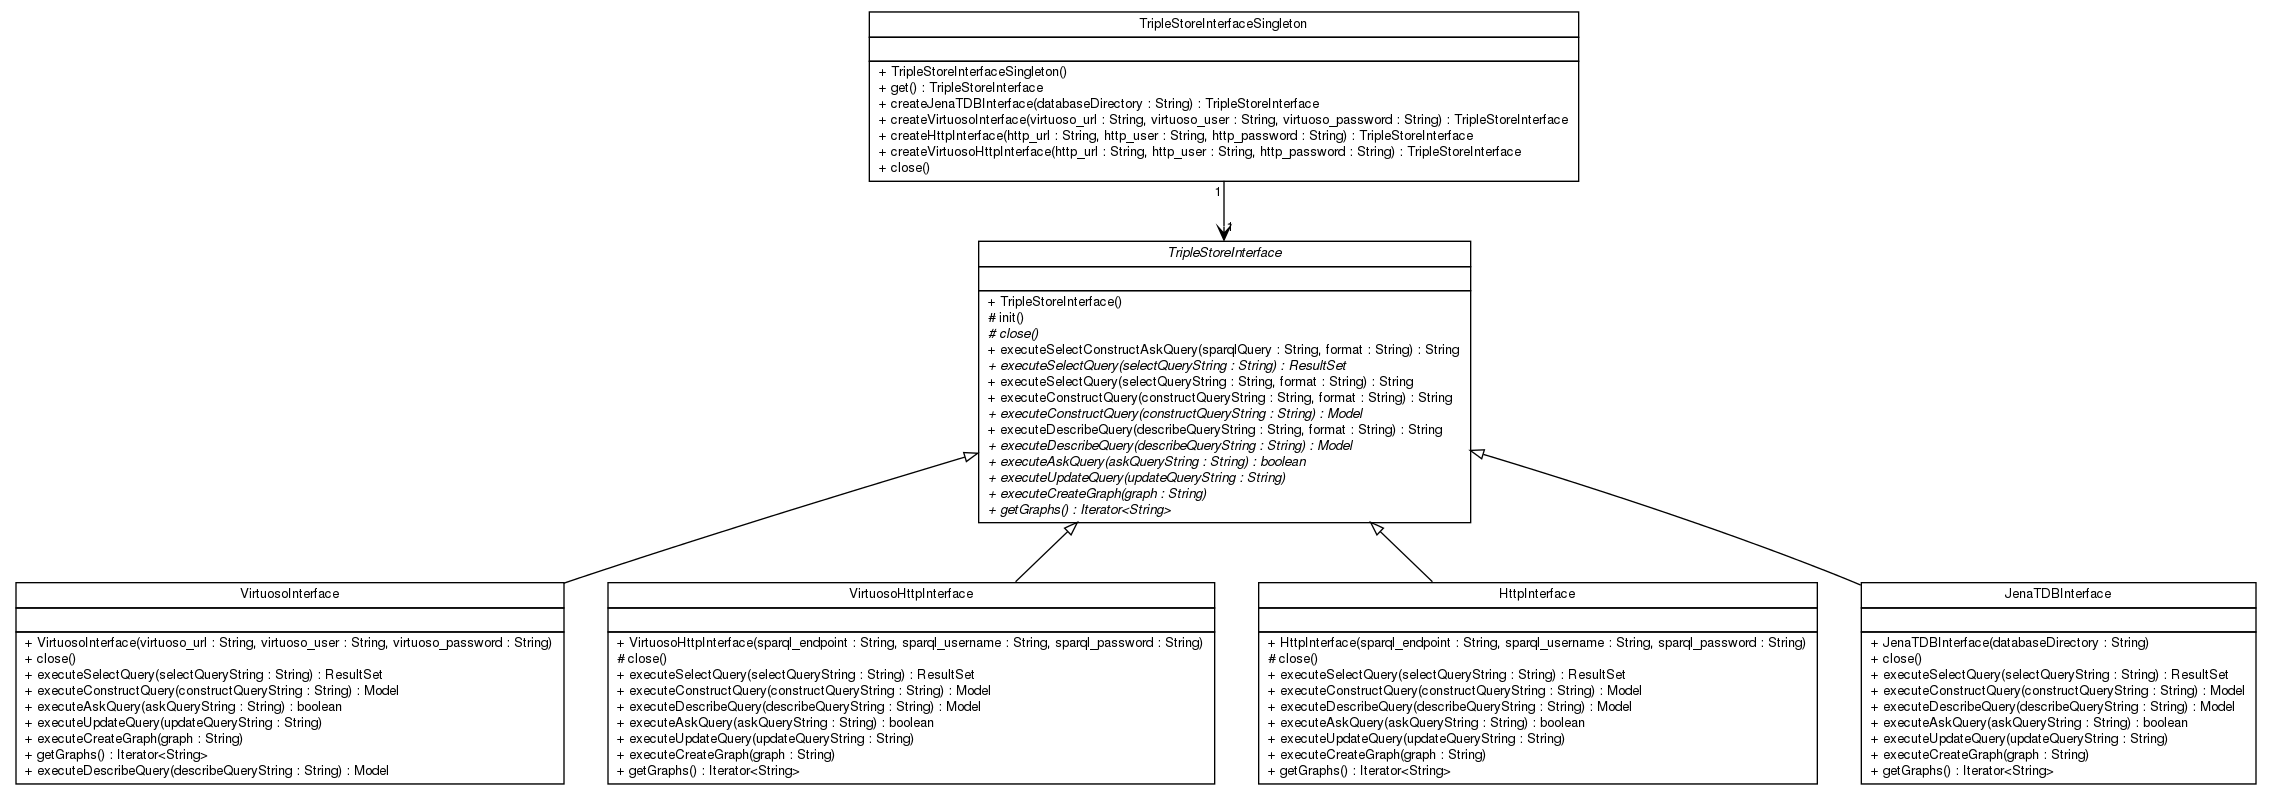 TripleStoreInterfaceSingleton
+ TripleStoreInterfaceSingleton()
+ get() : TripleStoreInterface
+ createJenaTDBInterface(databaseDirectory : String) : TripleStoreInterface
+ createVirtuosoInterface(virtuoso_url : String, virtuoso_user : String, virtuoso_password : String) : TripleStoreInterface
+ createHttpInterface(http_url : String, http_user : String, http_password : String) : TripleStoreInterface
+ createVirtuosoHttpInterface(http_url : String, http_user : String, http_password : String) : TripleStoreInterface
+ close()
1
1
TripleStoreInterface
+ TripleStoreInterface()
# init()
# close()
+ executeSelectConstructAskQuery(sparqlQuery : String, format : String) : String
+ executeSelectQuery(selectQueryString : String) : ResultSet
+ executeSelectQuery(selectQueryString : String, format : String) : String
+ executeConstructQuery(constructQueryString : String, format : String) : String
+ executeConstructQuery(constructQueryString : String) : Model
+ executeDescribeQuery(describeQueryString : String, format : String) : String
+ executeDescribeQuery(describeQueryString : String) : Model
+ executeAskQuery(askQueryString : String) : boolean
+ executeUpdateQuery(updateQueryString : String)
+ executeCreateGraph(graph : String)
+ getGraphs() : Iterator<String>
VirtuosoInterface
+ VirtuosoInterface(virtuoso_url : String, virtuoso_user : String, virtuoso_password : String)
+ close()
+ executeSelectQuery(selectQueryString : String) : ResultSet
+ executeConstructQuery(constructQueryString : String) : Model
+ executeAskQuery(askQueryString : String) : boolean
+ executeUpdateQuery(updateQueryString : String)
+ executeCreateGraph(graph : String)
+ getGraphs() : Iterator<String>
+ executeDescribeQuery(describeQueryString : String) : Model
VirtuosoHttpInterface
+ VirtuosoHttpInterface(sparql_endpoint : String, sparql_username : String, sparql_password : String)
# close()
+ executeSelectQuery(selectQueryString : String) : ResultSet
+ executeConstructQuery(constructQueryString : String) : Model
+ executeDescribeQuery(describeQueryString : String) : Model
+ executeAskQuery(askQueryString : String) : boolean
+ executeUpdateQuery(updateQueryString : String)
+ executeCreateGraph(graph : String)
+ getGraphs() : Iterator<String>
HttpInterface
+ HttpInterface(sparql_endpoint : String, sparql_username : String, sparql_password : String)
# close()
+ executeSelectQuery(selectQueryString : String) : ResultSet
+ executeConstructQuery(constructQueryString : String) : Model
+ executeDescribeQuery(describeQueryString : String) : Model
+ executeAskQuery(askQueryString : String) : boolean
+ executeUpdateQuery(updateQueryString : String)
+ executeCreateGraph(graph : String)
+ getGraphs() : Iterator<String>
JenaTDBInterface
+ JenaTDBInterface(databaseDirectory : String)
+ close()
+ executeSelectQuery(selectQueryString : String) : ResultSet
+ executeConstructQuery(constructQueryString : String) : Model
+ executeDescribeQuery(describeQueryString : String) : Model
+ executeAskQuery(askQueryString : String) : boolean
+ executeUpdateQuery(updateQueryString : String)
+ executeCreateGraph(graph : String)
+ getGraphs() : Iterator<String>